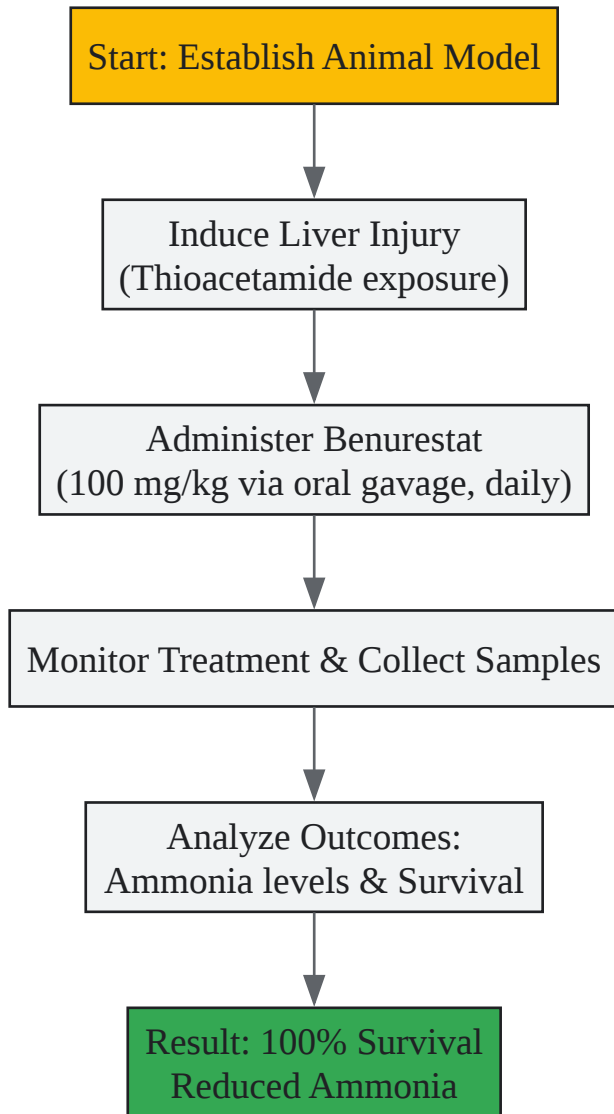 Start: Establish Animal Model
Induce Liver Injury
(Thioacetamide exposure)
Administer Benurestat
(100 mg/kg via oral gavage, daily)
Monitor Treatment & Collect Samples
Analyze Outcomes:
Ammonia levels & Survival
Result: 100% Survival
Reduced Ammonia